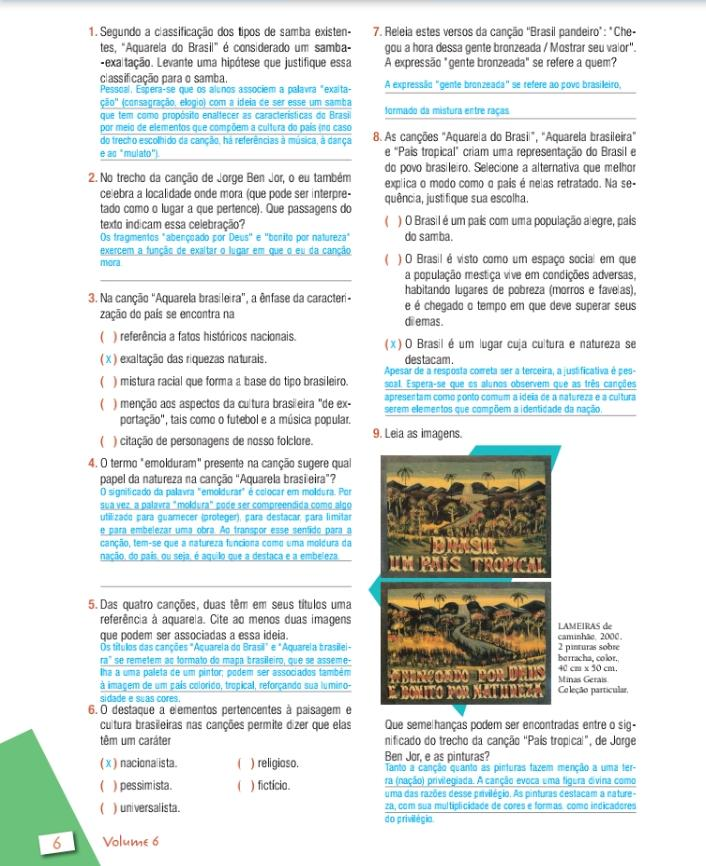 1. Segundo a classificação dos tipos de samba existen-
tes, "Aquarela do Brasil" é considerado um samba-
-exaltação. Levante uma hipótese que justifique essa
classificação para o samba.
Pessoal. Espera-se que os alunos associem a palavra "exalta-
ção" (consagração, elogio) com a ideia de ser esse um samba
que tem como propósito enaltecer as características do Brasil
por meio de elementos que compõem a cultura do país (no caso
do trecho escolhido da canção, há referências à música, à dança
e ao "mulato").
2. No trecho da canção de Jorge Ben Jor, o eu também
celebra a localidade onde mora (que pode ser interpre-
tado como o lugar a que pertence). Que passagens do
texto indicam essa celebração?
Os fragmentos "abençoado por Deus" e "bonito por natureza"
exercem a função de exaltar o lugar em que o eu da canção
mora.
3. Na canção "Aquarela brasileira", a ênfase da caracteri-
zação do país se encontra na
( ) referência a fatos históricos nacionais.
( x ) exaltação das riquezas naturais.
( ) mistura racial que forma a base do tipo brasileiro.
( ) menção aos aspectos da cultura brasileira "de ex-
portação", tais como o futebol e a música popular.
( ) citação de personagens de nosso folclore.
4. O termo "emolduram" presente na canção sugere qual
papel da natureza na canção "Aquarela brasileira"?
O significado da palavra "emoldurar" é colocar em moldura. Por
sua vez, a palavra "moldura" pode ser compreendida como algo
utilizado para guarnecer (proteger), para destacar, para limitar
e para embelezar uma obra. Ao transpor esse sentido para a
canção, tem-se que a natureza funciona como uma moldura da
nação, do país, ou seja, é aquilo que a destaca e a embeleza.
5. Das quatro canções, duas têm em seus títulos uma
referência à aquarela. Cite ao menos duas imagens
que podem ser associadas a essa ideia.
Os títulos das canções "Aquarela do Brasil" e "Aquarela brasilei-
ra" se remetem ao formato do mapa brasileiro, que se asseme-
lha a uma paleta de um pintor; podem ser associados também
à imagem de um país colorido, tropical, reforçando sua lumino-
sidade e suas cores.
6. O destaque a elementos pertencentes à paisagem e
cultura brasileiras nas canções permite dizer que elas
têm um caráter
( x ) nacionalista. ( ) religioso.
( ) pessimista. ( ) fictício.
( ) universalista.
6 Volume 6
7. Releia estes versos da canção "Brasil pandeiro": "Che-
gou a hora dessa gente bronzeada / Mostrar seu valor".
A expressão "gente bronzeada" se refere a quem?
A expressão "gente bronzeada" se refere ao povo brasileiro,
formado da mistura entre raças.
8. As canções "Aquarela do Brasil", "Aquarela brasileira"
e "País tropical" criam uma representação do Brasil e
do povo brasileiro. Selecione a alternativa que melhor
explica o modo como o país é nelas retratado. Na se-
quência, justifique sua escolha.
( ) O Brasil é um país com uma população alegre, país
do samba.
( ) O Brasil é visto como um espaço social em que
a população mestiça vive em condições adversas,
habitando lugares de pobreza (morros e favelas),
e é chegado o tempo em que deve superar seus
dilemas.
( x ) O Brasil é um lugar cuja cultura e natureza se
destacam.
Apesar de a resposta correta ser a terceira, a justificativa é pes-
soal. Espera-se que os alunos observem que as três canções
apresentam como ponto comum a ideia de a natureza e a cultura
serem elementos que compõem a identidade da nação.
9. Leia as imagens.
BRASIL
UM PAÍS TROPICAL
ABENÇOADO POR DEUS
E BONITO POR NATUREZA
LAMEIRAS de
caminhão. 2000.
2 pinturas sobre
borracha, color.,
40 cm x 50 cm.
Minas Gerais.
Coleção particular.
Que semelhanças podem ser encontradas entre o sig-
nificado do trecho da canção "País tropical", de Jorge
Ben Jor, e as pinturas?
Tanto a canção quanto as pinturas fazem menção a uma ter-
ra (nação) privilegiada. A canção evoca uma figura divina como
uma das razões desse privilégio. As pinturas destacam a nature-
za, com sua multiplicidade de cores e formas, como indicadores
do privilégio.